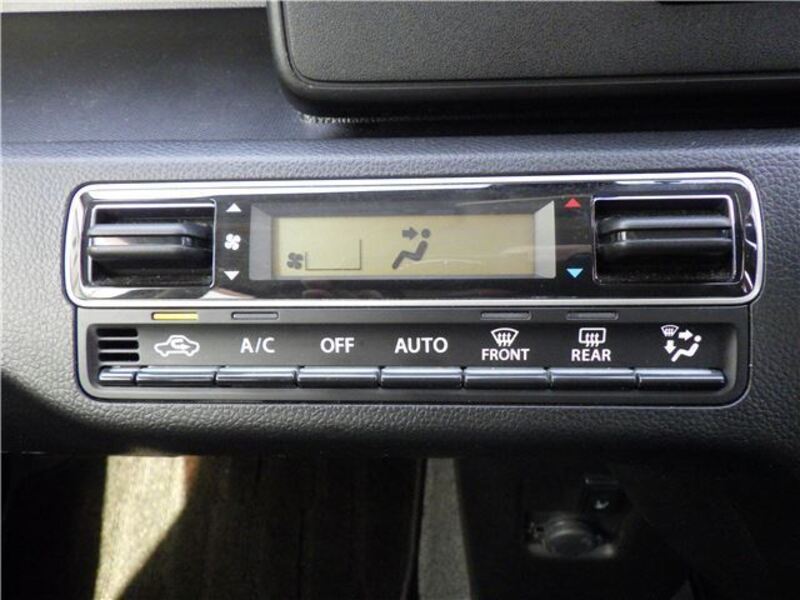 A/C OFF AUTO FRONT REAR